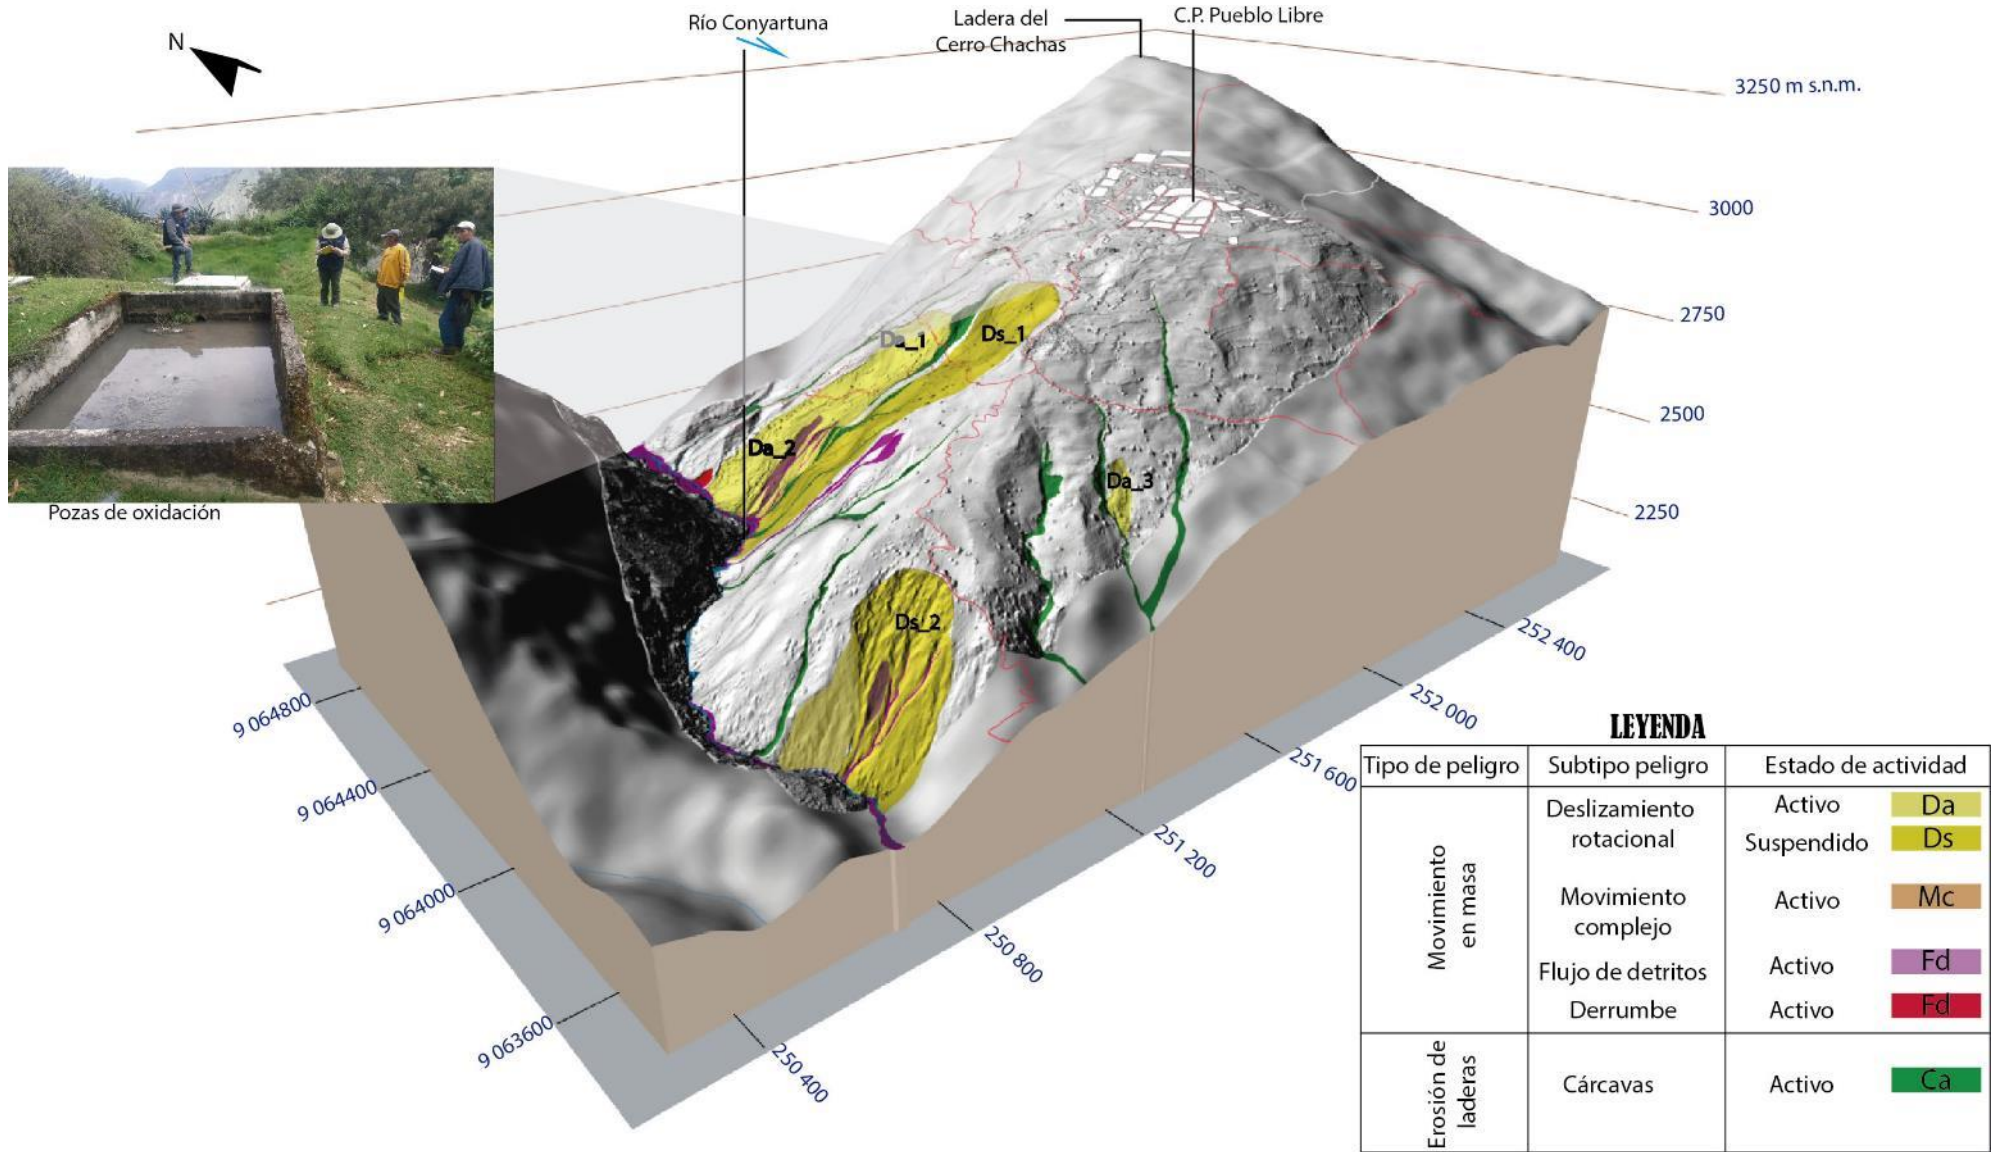 N
Río Conyartuna
Ladera del
Cerro Chachas
C.P. Pueblo Libre
3250 m s.n.m.
3000
2750
2500
2250
Pozas de oxidación
Da_1
Ds_1
Da_2
Da_3
Ds_2
9 064800
9 064400
9 064000
9 063600
250 400
250 800
251 200
251 600
252 000
252 400
LEYENDA
Tipo de peligro Subtipo peligro Estado de actividad
Movimiento
en masa
Deslizamiento
rotacional
Activo Da
Suspendido Ds
Movimiento
complejo
Activo Mc
Flujo de detritos Activo Fd
Derrumbe Activo Fd
Erosión de
laderas
Cárcavas Activo Ca